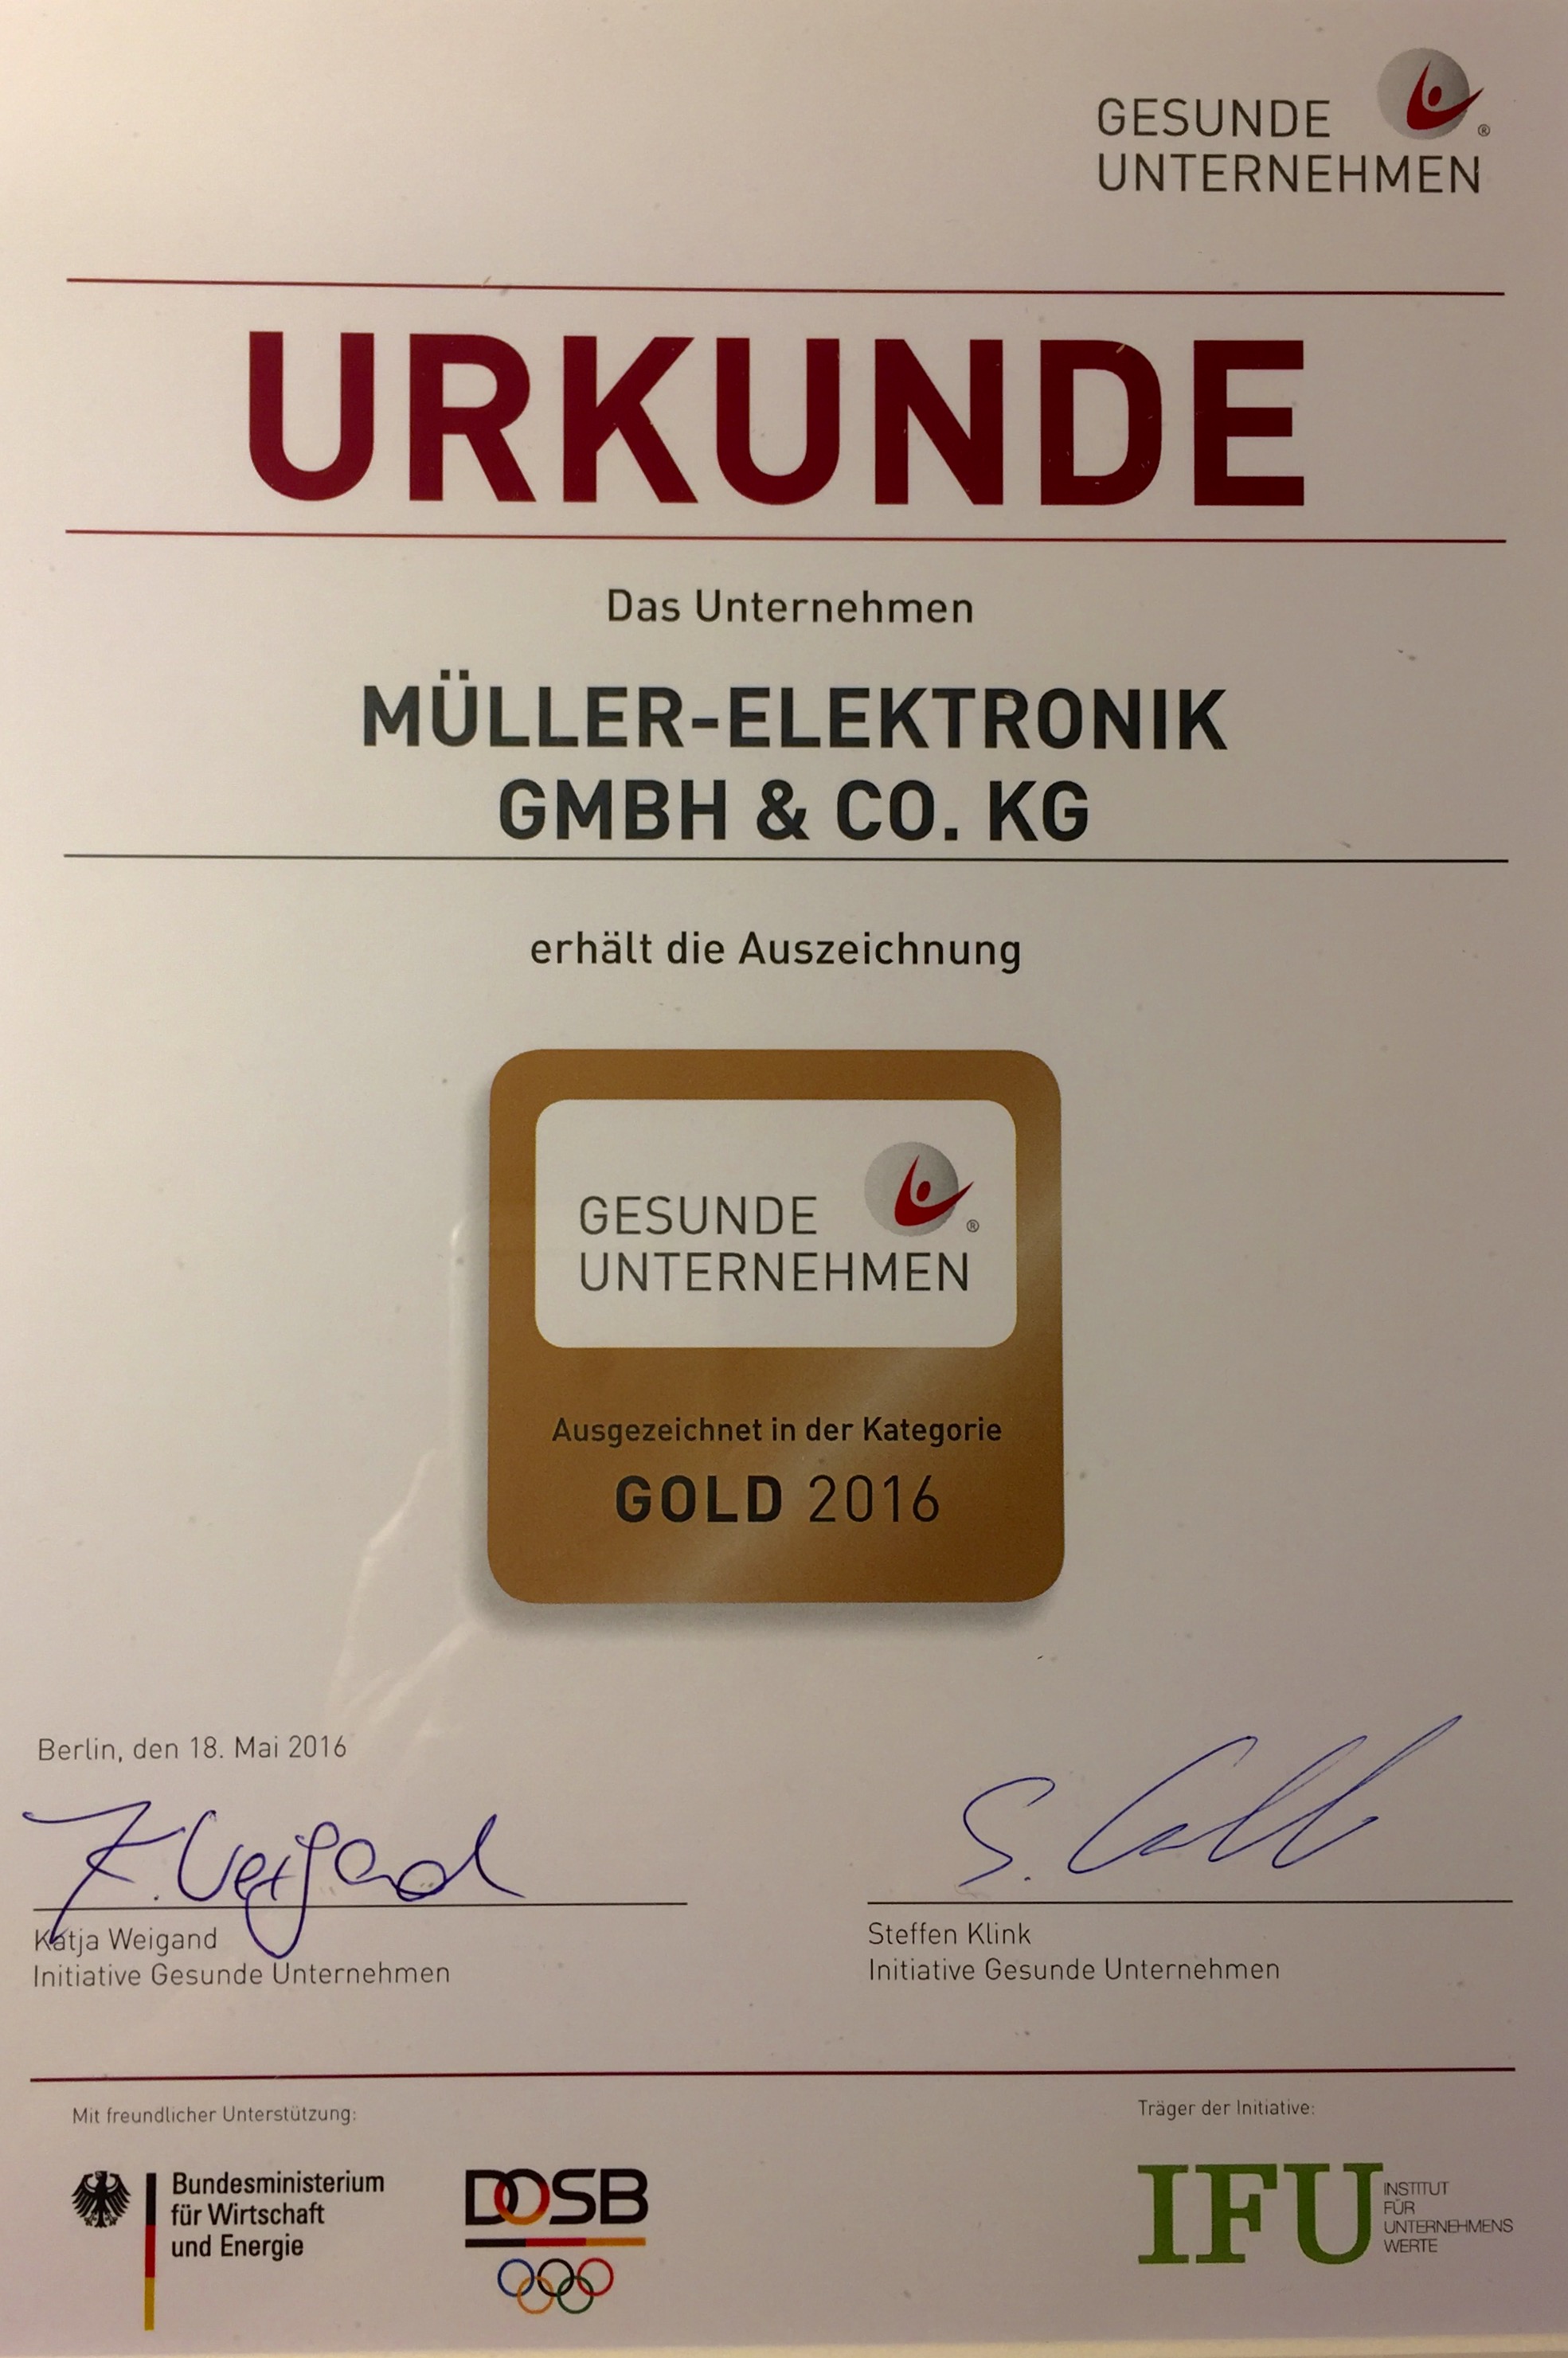 GESUNDE
UNTERNEHMEN
®
URKUNDE
Das Unternehmen
MÜLLER-ELEKTRONIK
GMBH & CO. KG
erhält die Auszeichnung
GESUNDE
UNTERNEHMEN
®
Ausgezeichnet in der Kategorie
GOLD 2016
Berlin, den 18. Mai 2016
K. Weigand
Katja Weigand
Initiative Gesunde Unternehmen
Steffen Klink
Initiative Gesunde Unternehmen
Mit freundlicher Unterstützung:
Bundesministerium
für Wirtschaft
und Energie
DOSB
Träger der Initiative:
IFU
INSTITUT
FÜR
UNTERNEHMENS
WERTE